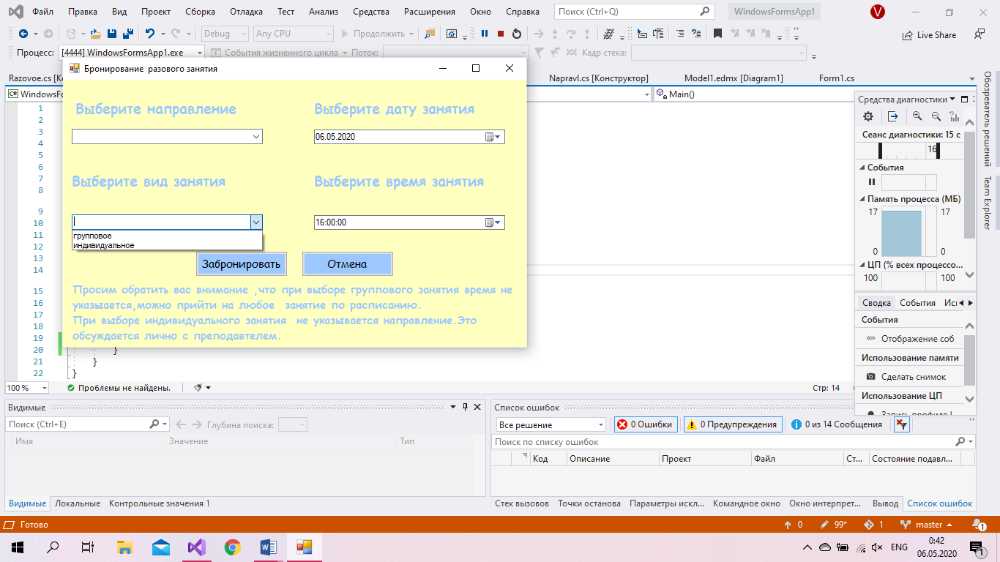 Файл Правка Вид Проект Сборка Отладка Тест Анализ Средства Расширения Окно Справка Поиск (Ctrl+Q) WindowsFormsApp1 V
Debug Any CPU Продолжить Live Share
Процесс: [4444] WindowsFormsApp1.exe События жизненного цикла Поток: Кадр стека:
Бронирование разового занятия
Razovoe.cs [К Napravl.cs [Конструктор] Model1.edmx [Diagram1] Form1.cs
C# WindowsFo Main()
Средства диагностики
Сеанс диагностики: 15 с
16
События
Память процесса (МБ)
17 17
0 0
ЦП (% всех процессо...
100 100
Сводка События Ис
События
Отображение соб
Использование памяти
Сделать снимок
Использование ЦП
Обозреватель решений
Team Explorer
1
2
3
4
5
6
7
8
9
10
11
12
13
14
15
16
17
18
19
20 }
21 }
22 }
Выберите направление Выберите дату занятия
06.05.2020
Выберите вид занятия Выберите время занятия
16:00:00
групповое
индивидуальное
Забронировать Отмена
Просим обратить вас внимание ,что при выборе группового занятия время не
указыается,можно прийти на любое занятие по расписанию.
При выборе индивидуального занятия не указывается направление.Это
обсуждается лично с преподавтелем.
100 % Проблемы не найдены. Стр: 14
Видимые
Поиск (Ctrl+E) Глубина поиска:
Имя Значение Тип
Видимые Локальные Контрольные значения 1
Список ошибок
Все решение 0 Ошибки 0 Предупреждения 0 из 14 Сообщения
Поиск по списку ошибок
Код Описание Проект Файл Ст... Состояние подавл...
Стек вызовов Точки останова Параметры искл... Командное окно Окно интерпрет... Вывод Список ошибок
Готово 0 99* 1 master 1
ENG 0:42
06.05.2020 1